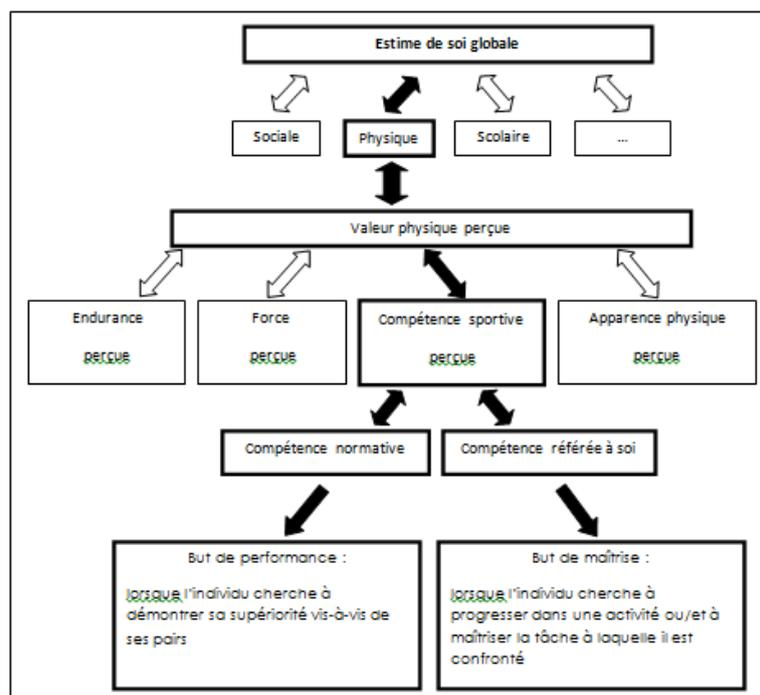 Estime de soi globale
Sociale
Physique
Scolaire
...
Valeur physique perçue
Endurance
perçue
Force
perçue
Compétence sportive
perçue
Apparence physique
perçue
Compétence normative
Compétence référée à soi
But de performance :
lorsque l'individu cherche à
démontrer sa supériorité vis-à-vis de
ses pairs
But de maîtrise :
lorsque l'individu cherche à
progresser dans une activité ou/et à
maîtriser la tâche à laquelle il est
confronté